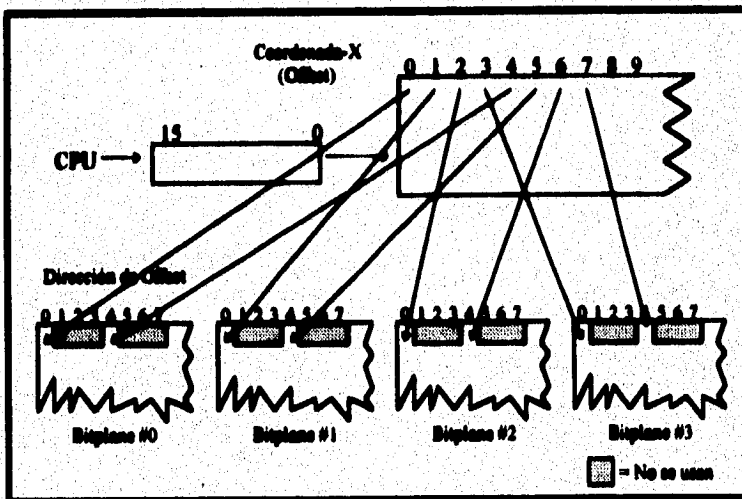 Coordenada-X
(Offset)
0 1 2 3 4 5 6 7 8 9
15 0
CPU
Dirección de Offset
0 1 2 3 4 5 6 7
0 1 2 3 4 5 6 7
0 1 2 3 4 5 6 7
0 1 2 3 4 5 6 7
Bitplane #0
Bitplane #1
Bitplane #2
Bitplane #3
= No se usan